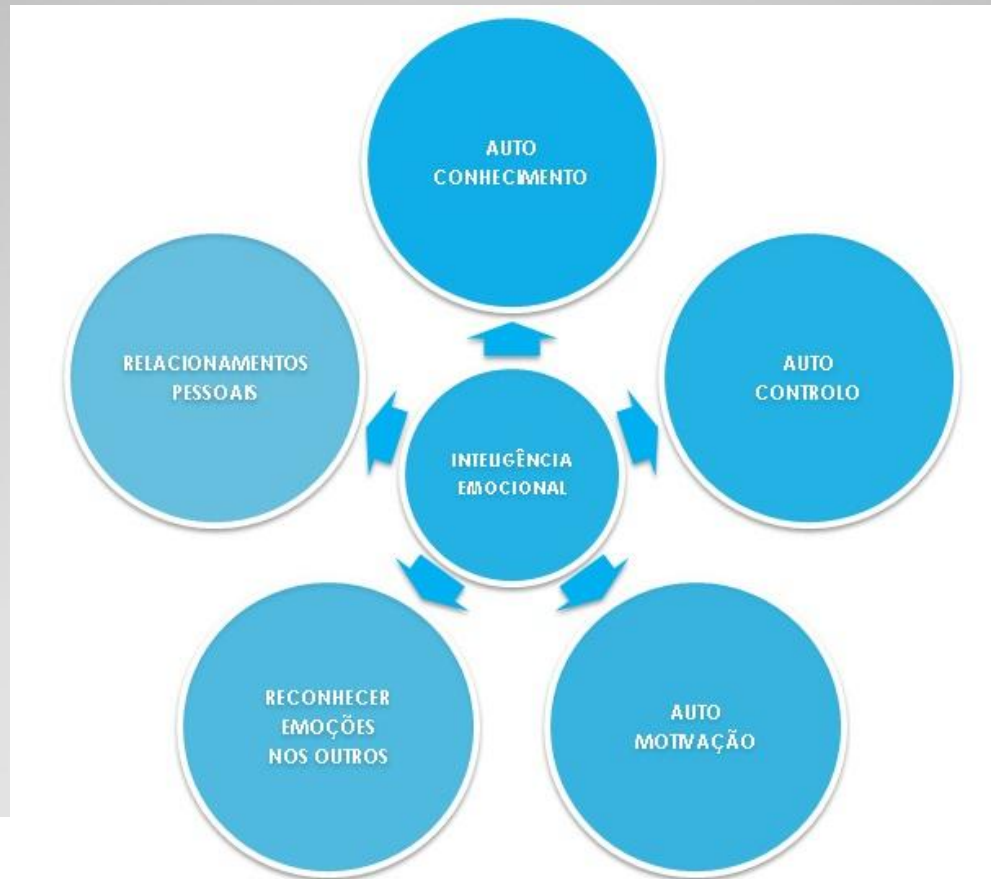 AUTO
CONHECIMENTO
RELACIONAMENTOS
PESSOAIS
AUTO
CONTROLO
INTELIGÊNCIA
EMOCIONAL
RECONHECER
EMOÇÕES
NOS OUTROS
AUTO
MOTIVAÇÃO